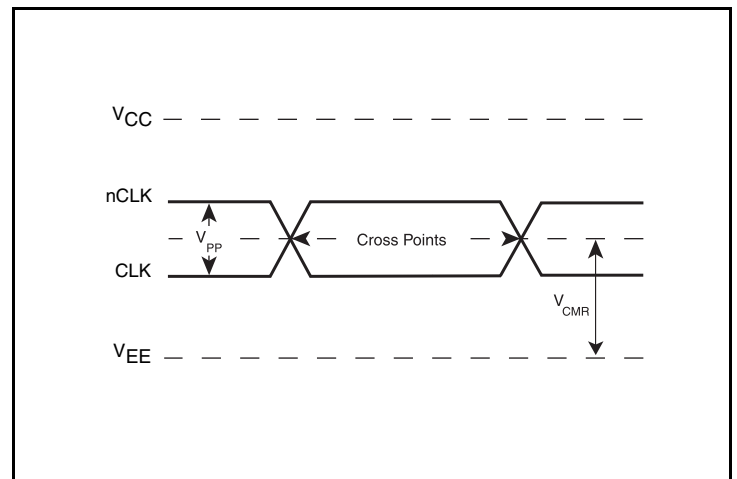 VCC
nCLK
VPP
Cross Points
CLK
VCMR
VEE